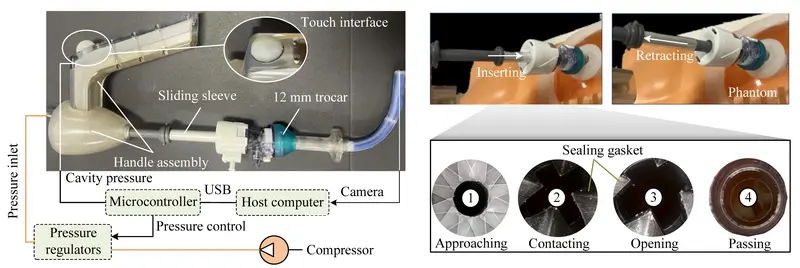 Touch interface
Sliding sleeve
12 mm trocar
Handle assembly
Pressure inlet
Cavity pressure
Microcontroller
USB
Host computer
Camera
Pressure control
Pressure
regulators
Compressor
Inserting
Retracting
Phantom
Sealing gasket
1
2
3
4
Approaching
Contacting
Opening
Passing